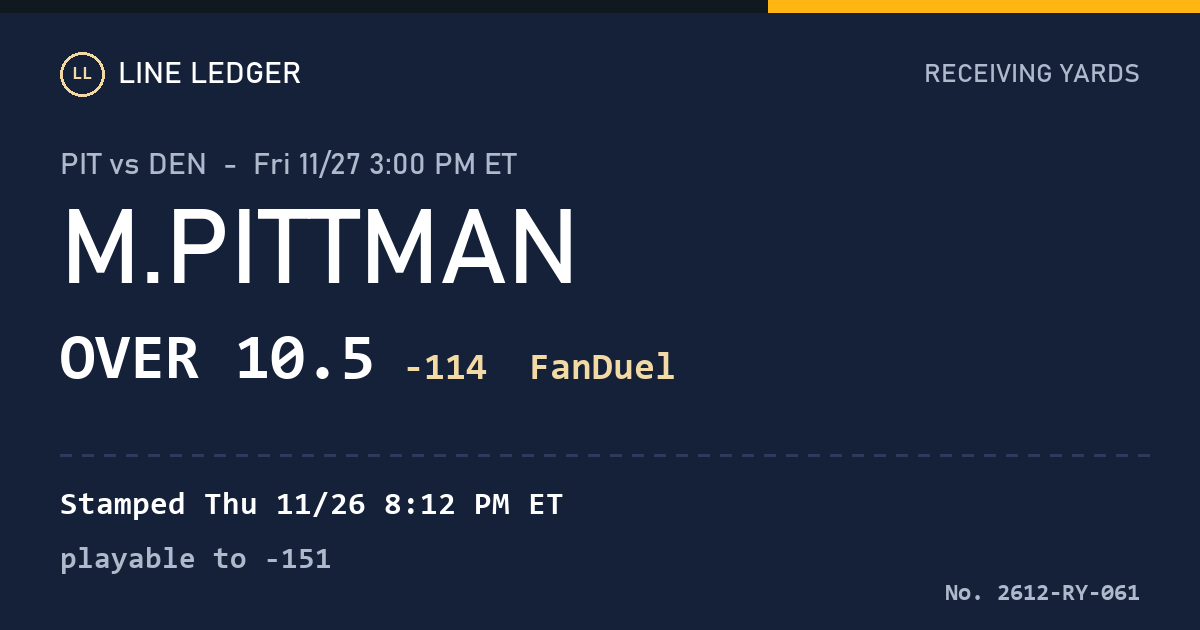 LL LINE LEDGER RECEIVING YARDS
PIT vs DEN - Fri 11/27 3:00 PM ET
M.PITTMAN
OVER 10.5 -114 FanDuel
Stamped Thu 11/26 8:12 PM ET
playable to -151
No. 2612-RY-061